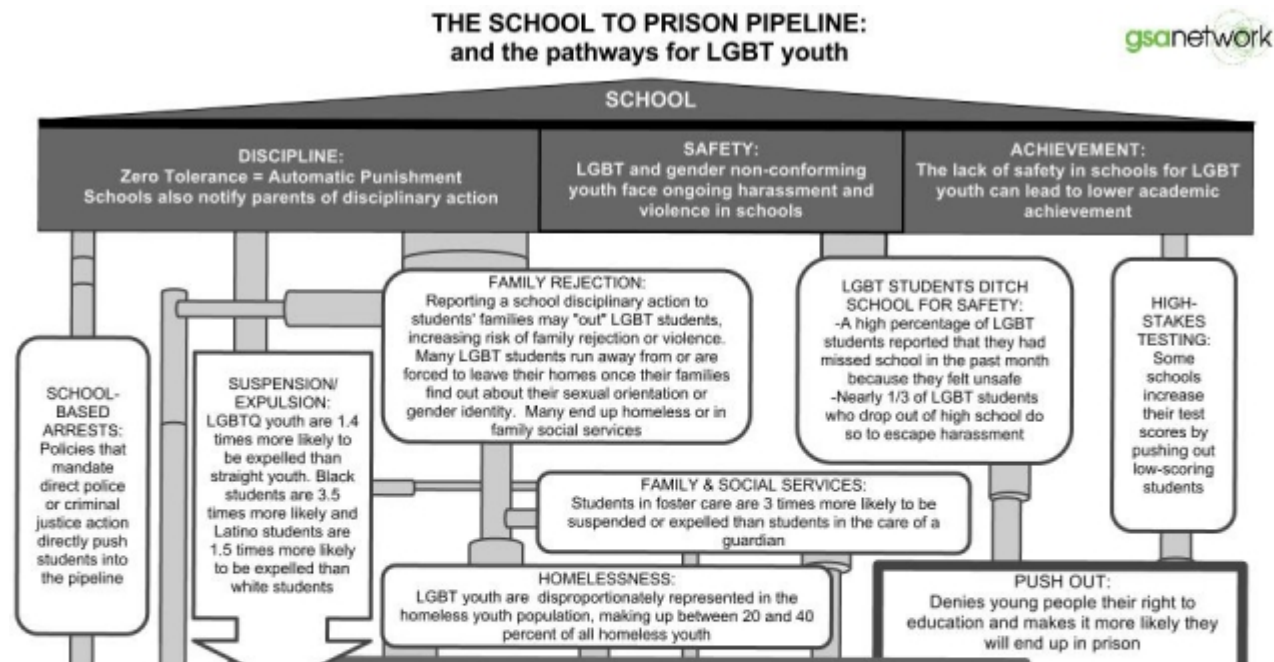 THE SCHOOL TO PRISON PIPELINE:
and the pathways for LGBT youth
gsanetwork
SCHOOL
DISCIPLINE:
Zero Tolerance = Automatic Punishment
Schools also notify parents of disciplinary action
SAFETY:
LGBT and gender non-conforming
youth face ongoing harassment and
violence in schools
ACHIEVEMENT:
The lack of safety in schools for LGBT
youth can lead to lower academic
achievement
SCHOOL-
BASED
ARRESTS:
Policies that
mandate
direct police
or criminal
justice action
directly push
students into
the pipeline
SUSPENSION/
EXPULSION:
LGBTQ youth are 1.4
times more likely to
be expelled than
straight youth. Black
students are 3.5
times more likely and
Latino students are
1.5 times more likely
to be expelled than
white students
FAMILY REJECTION:
Reporting a school disciplinary action to
students' families may "out" LGBT students,
increasing risk of family rejection or violence.
Many LGBT students run away from or are
forced to leave their homes once their families
find out about their sexual orientation or
gender identity. Many end up homeless or in
family social services
LGBT STUDENTS DITCH
SCHOOL FOR SAFETY:
-A high percentage of LGBT
students reported that they had
missed school in the past month
because they felt unsafe
-Nearly 1/3 of LGBT students
who drop out of high school do
so to escape harassment
HIGH-
STAKES
TESTING:
Some
schools
increase
their test
scores by
pushing out
low-scoring
students
FAMILY & SOCIAL SERVICES:
Students in foster care are 3 times more likely to be
suspended or expelled than students in the care of a
guardian
HOMELESSNESS:
LGBT youth are disproportionately represented in the
homeless youth population, making up between 20 and 40
percent of all homeless youth
PUSH OUT:
Denies young people their right to
education and makes it more likely they
will end up in prison